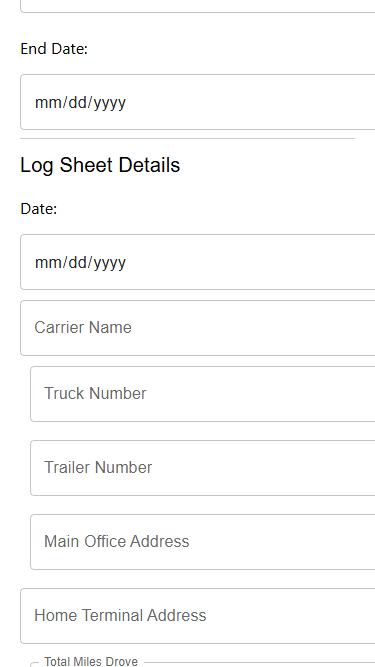 End Date:
mm/dd/yyyy
Log Sheet Details
Date:
mm/dd/yyyy
Carrier Name
Truck Number
Trailer Number
Main Office Address
Home Terminal Address
Total Miles Drove